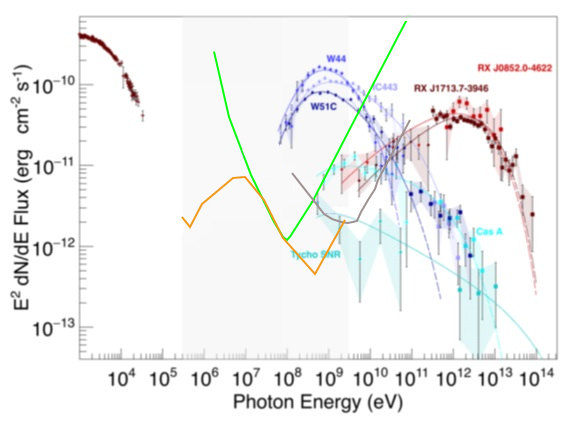 E² dN/dE Flux (erg cm⁻² s⁻¹)
10⁻¹⁰
10⁻¹¹
10⁻¹²
10⁻¹³
W44
IC443
W51C
RX J0852.0-4622
RX J1713.7-3946
Cas A
Tycho SNR
10⁴ 10⁵ 10⁶ 10⁷ 10⁸ 10⁹ 10¹⁰ 10¹¹ 10¹² 10¹³ 10¹⁴
Photon Energy (eV)